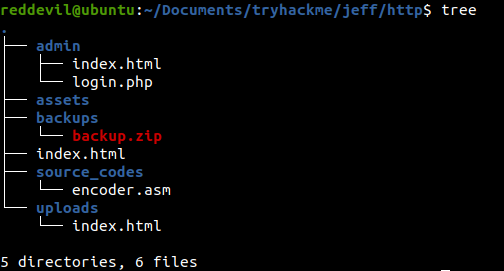 reddevil@ubuntu:~/Documents/tryhackme/jeff/http$ tree
.
├── admin
│   ├── index.html
│   └── login.php
├── assets
├── backups
│   └── backup.zip
├── index.html
├── source_codes
│   └── encoder.asm
└── uploads
    └── index.html
5 directories, 6 files